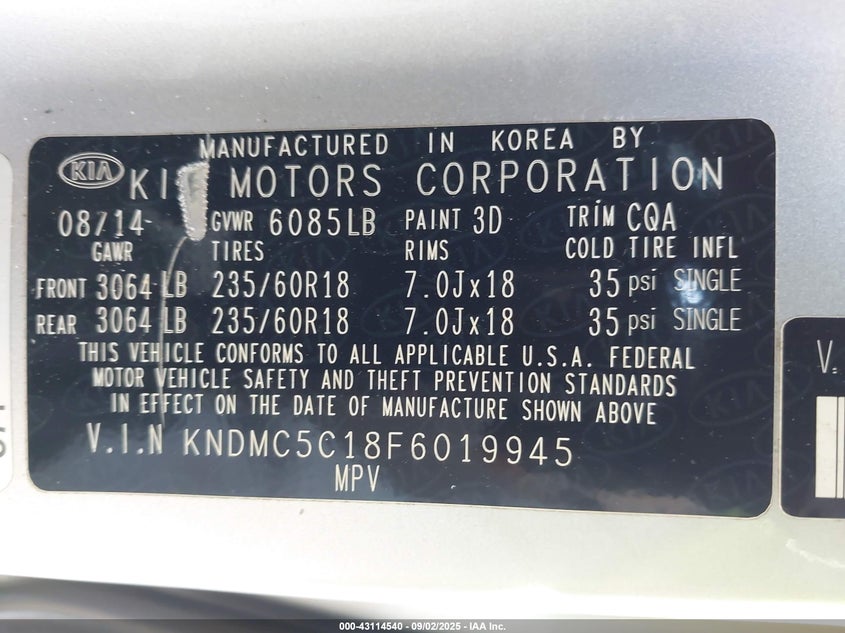 MANUFACTURED IN KOREA BY
KIA
KIA MOTORS CORPORATION
08/14 GVWR 6085LB PAINT 3D TRIM CQA
GAWR TIRES RIMS COLD TIRE INFL
FRONT 3064 LB 235/60R18 7.0Jx18 35 psi SINGLE
REAR 3064 LB 235/60R18 7.0Jx18 35 psi SINGLE
THIS VEHICLE CONFORMS TO ALL APPLICABLE U.S.A. FEDERAL
MOTOR VEHICLE SAFETY AND THEFT PREVENTION STANDARDS
IN EFFECT ON THE DATE OF MANUFACTURE SHOWN ABOVE
V.I.N KNDMC5C18F6019945
MPV
V.
000-43114540 - 09/02/2025 - IAA Inc.